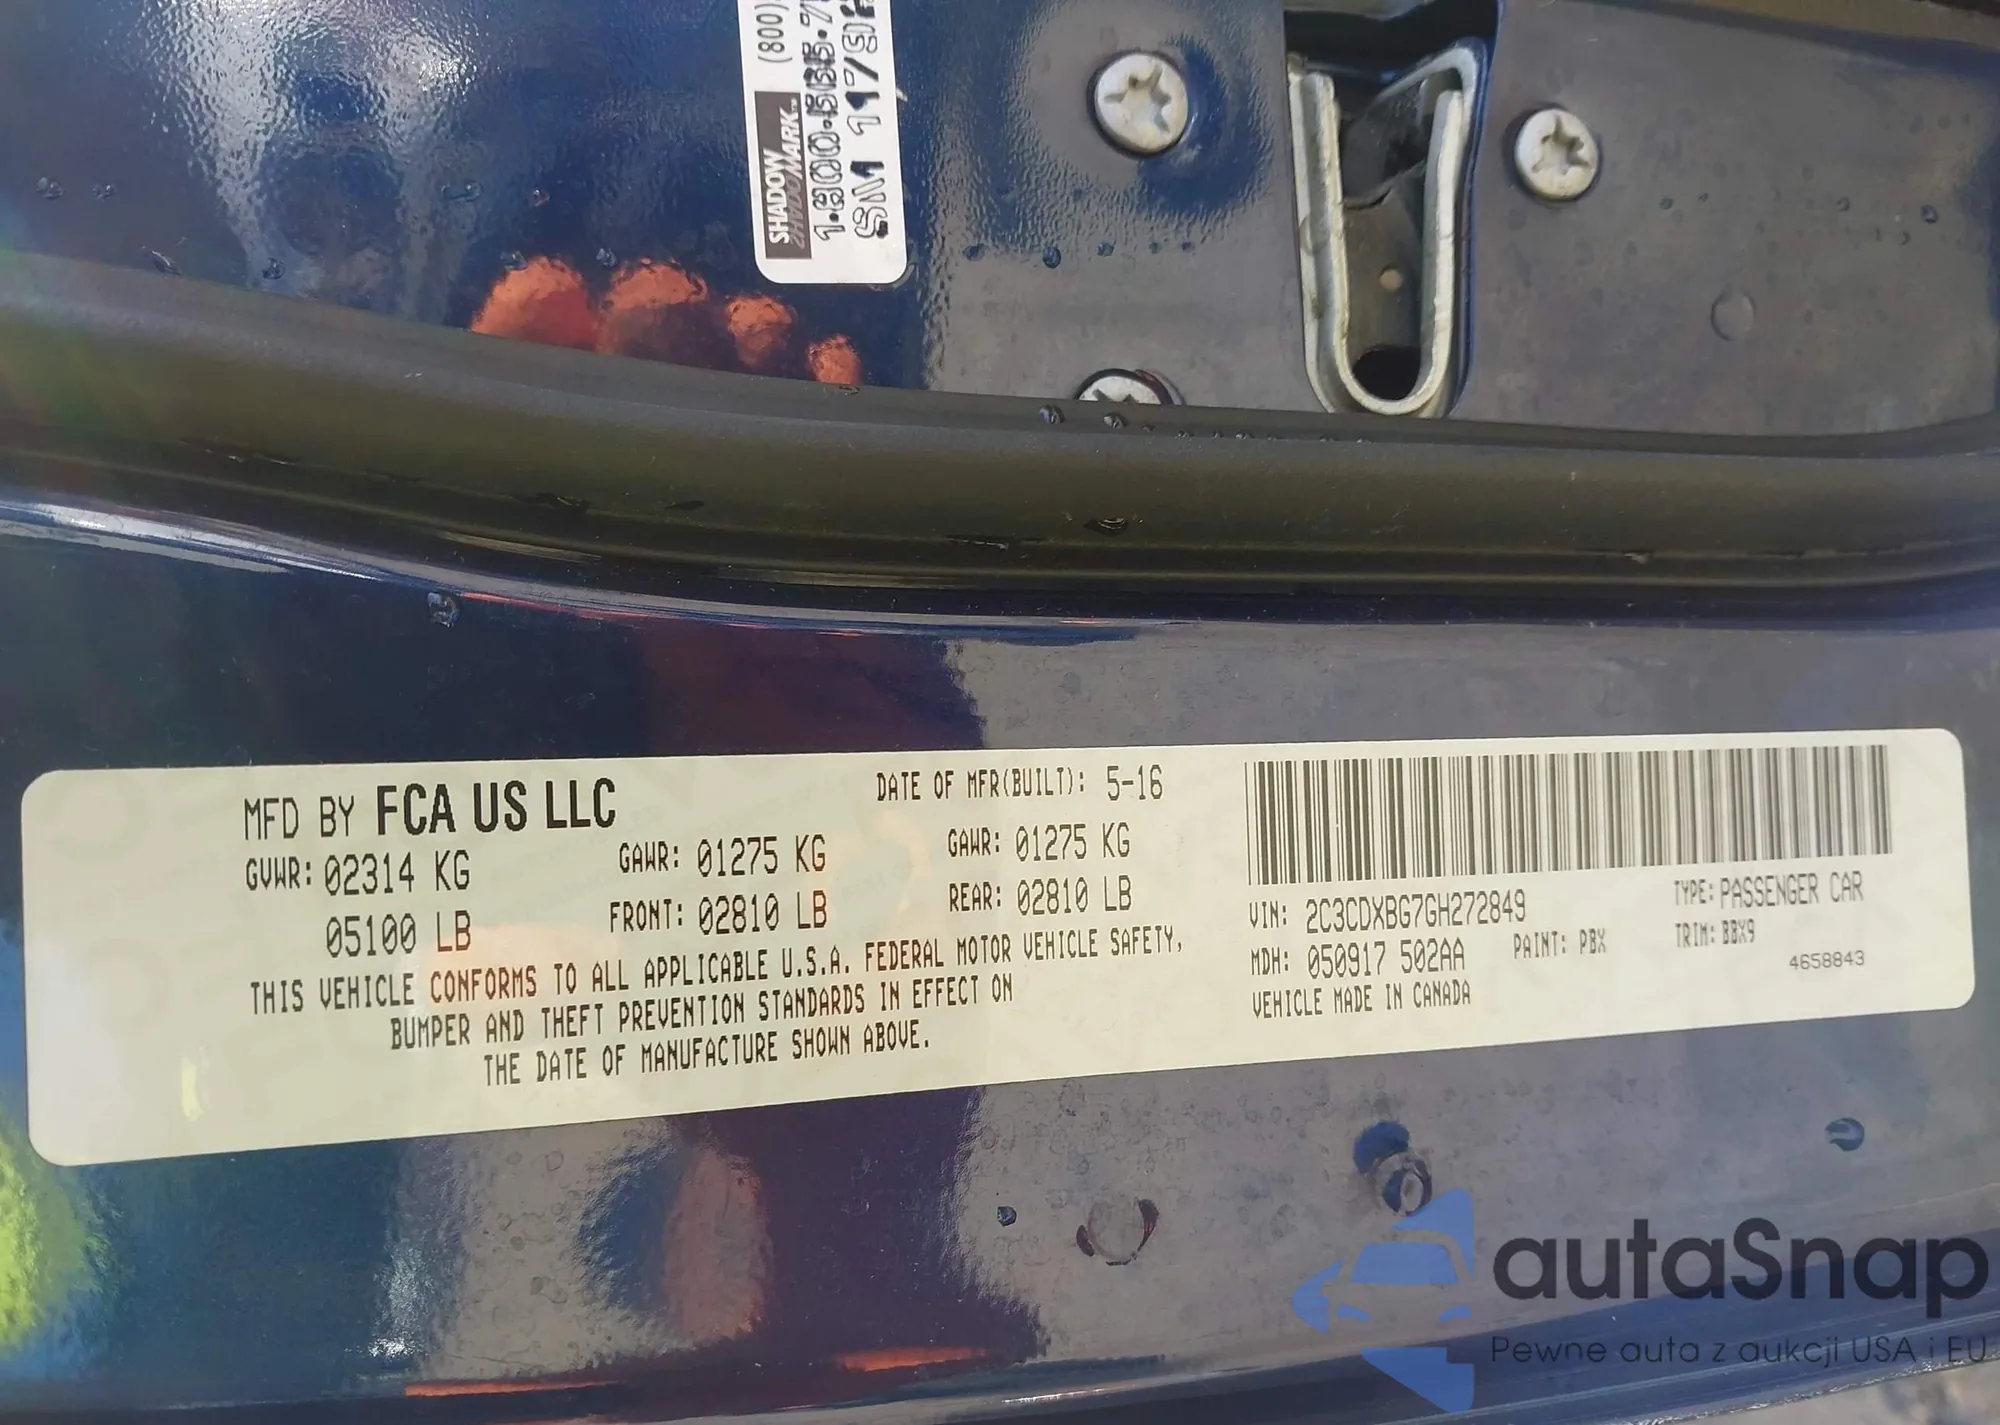 (800)
SHADOW
MARK
SM
MFD BY FCA US LLC
DATE OF MFR(BUILT): 5-16
GVWR: 02314 KG
GAWR: 01275 KG
GAWR: 01275 KG
05100 LB
FRONT: 02810 LB
REAR: 02810 LB
THIS VEHICLE CONFORMS TO ALL APPLICABLE U.S.A. FEDERAL MOTOR VEHICLE SAFETY,
BUMPER AND THEFT PREVENTION STANDARDS IN EFFECT ON
THE DATE OF MANUFACTURE SHOWN ABOVE.
VIN: 2C3CDXBG7GH272849
TYPE: PASSENGER CAR
MDH: 050917 502AA
PAINT: PBX
TRIM: BBX9
4658843
VEHICLE MADE IN CANADA
autaSnap
Pewne auta z aukcji USA i EU